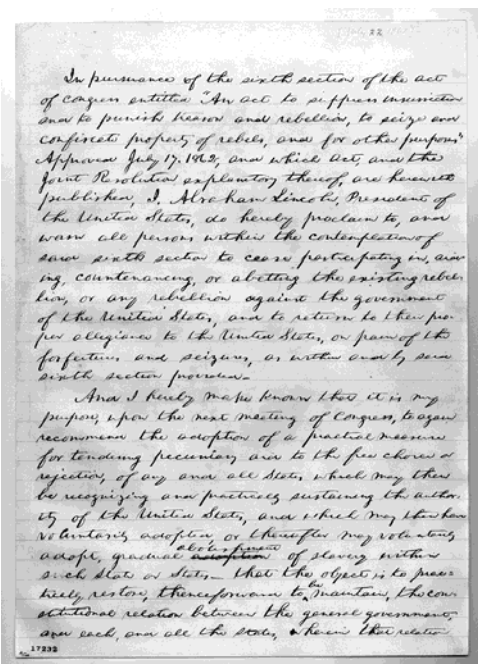 22
In pursuance of the sixth section of the act
of congress entitled "An act to suppress insurrection
and to punish treason and rebellion, to seize and
confiscate property of rebels, and for other purposes"
Approved July 17. 1862, and which act, and the
Joint Resolution explanatory thereof, are herewith
published, I, Abraham Lincoln, President of
the United States, do hereby proclaim to, and
warn all persons within the contemplation of
said sixth section to cease participating in, aid-
ing, countenancing, or abetting the existing rebel-
lion, or any rebellion against the government
of the United States, and to return to their pro-
per allegiance to the United States, on pain of the
forfeitures and seizures, as within and by said
sixth section provided_
And I hereby make known that it is my
purpose, upon the next meeting of Congress, to again
recommend the adoption of a practical measure
for tendering pecuniary aid to the free choice or
rejection, of any and all States which may then
be recognizing and practically sustaining the author-
ity of the United States, and which may then have
voluntarily adopted, or thereafter may voluntarily
abolishment
adopt, gradual adoption of slavery within
such State or States_ that the object is to prac-
tically restore, thenceforward to be maintain, the con-
stitutional relation between the general government,
and each, and all the states, wherein that relation
17232